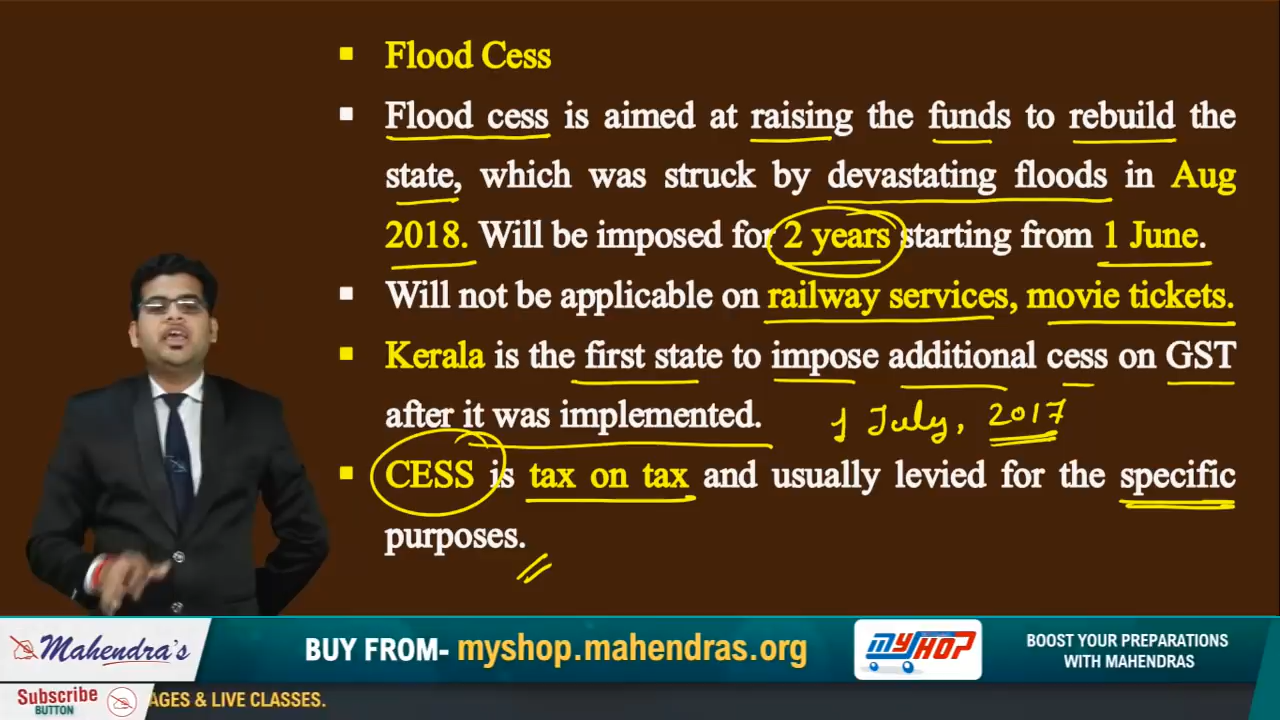 Flood Cess
Flood cess is aimed at raising the funds to rebuild the
state, which was struck by devastating floods in Aug
2018. Will be imposed for 2 years starting from 1 June.
Will not be applicable on railway services, movie tickets.
Kerala is the first state to impose additional cess on GST
after it was implemented.
1 July, 2017
CESS is tax on tax and usually levied for the specific
purposes.
Mahendra's
BUY FROM- myshop.mahendras.org
MYSHOP
BOOST YOUR PREPARATIONS
WITH MAHENDRAS
Subscribe
BUTTON
AGES & LIVE CLASSES.